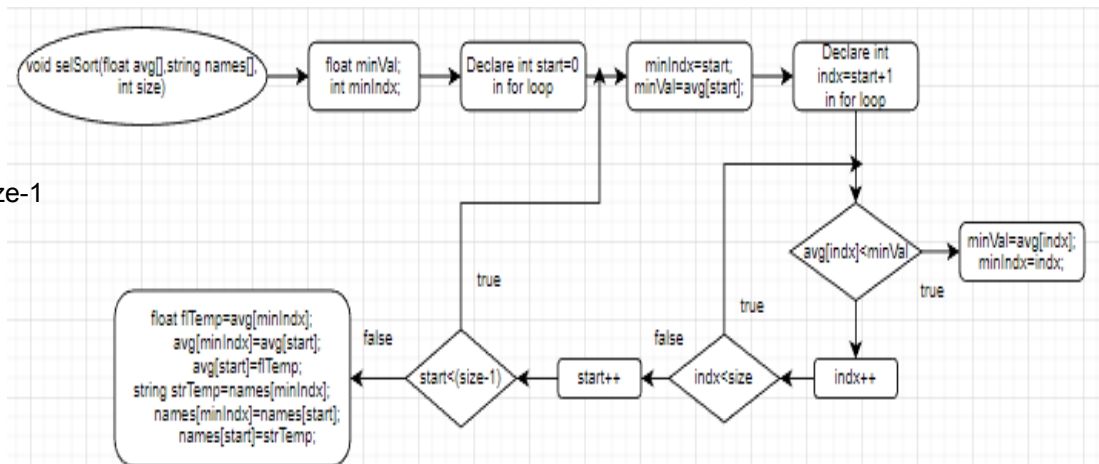 void selSort(float avg[],string names[],
int size)
float minVal;
int minIndx;
Declare int start=0
in for loop
minIndx=start;
minVal=avg[start];
Declare int
indx=start+1
in for loop
ze-1
avg[indx]<minVal
true
minVal=avg[indx];
minIndx=indx;
indx++
indx<size
true
false
start++
start<(size-1)
true
false
float flTemp=avg[minIndx];
avg[minIndx]=avg[start];
avg[start]=flTemp;
string strTemp=names[minIndx];
names[minIndx]=names[start];
names[start]=strTemp;